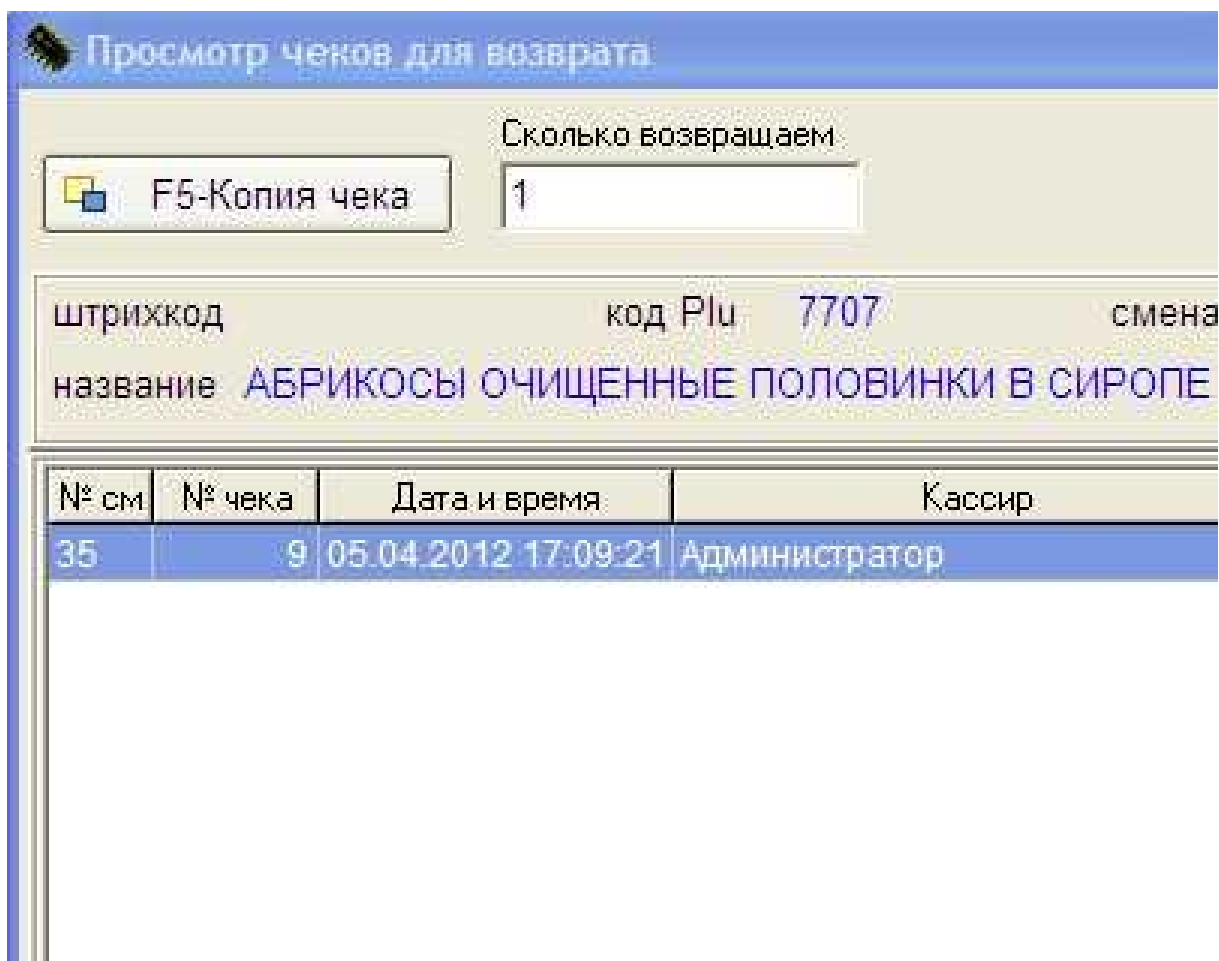 Просмотр чеков для возврата
Сколько возвращаем
F5-Копия чека 1
штрихкод код Plu 7707 смена
название АБРИКОСЫ ОЧИЩЕННЫЕ ПОЛОВИНКИ В СИРОПЕ
№ см № чека Дата и время Кассир
35 9 05.04.2012 17:09:21 Администратор